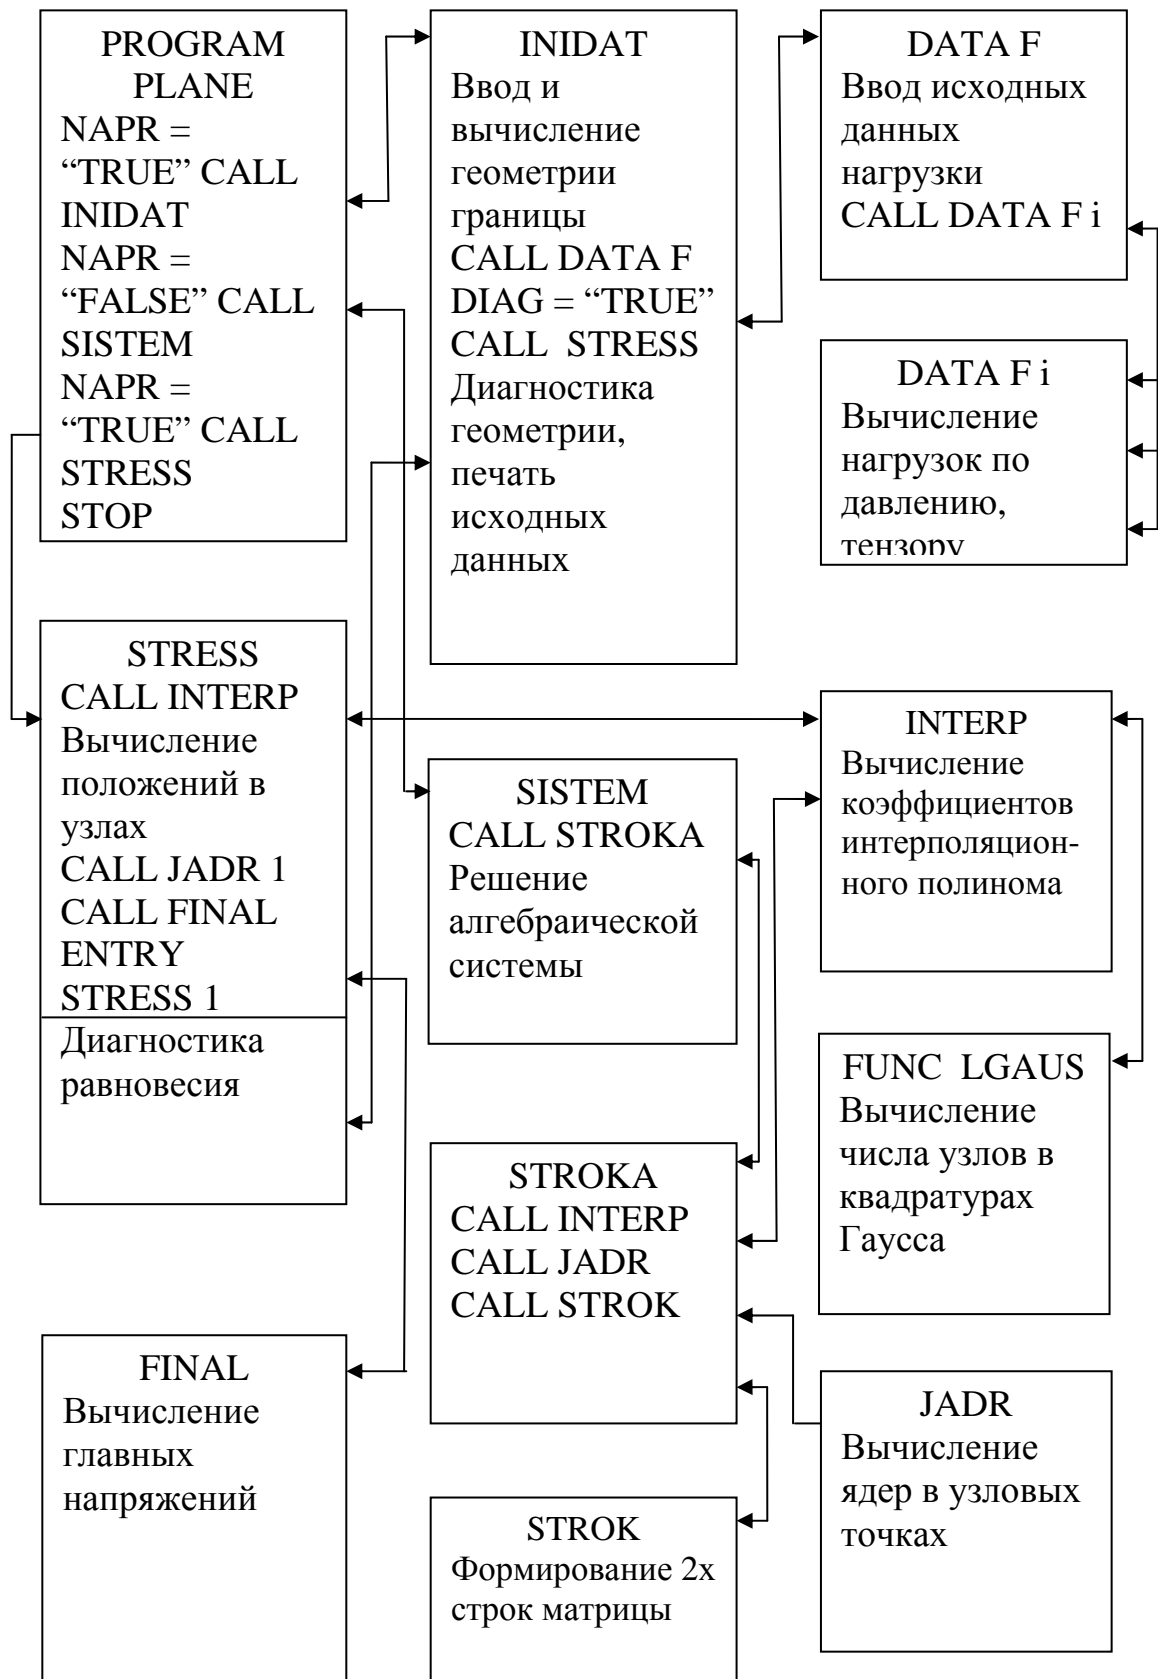 PROGRAM
PLANE
NAPR =
“TRUE” CALL
INIDAT
NAPR =
“FALSE” CALL
SISTEM
NAPR =
“TRUE” CALL
STRESS
STOP
INIDAT
Ввод и
вычисление
геометрии
границы
CALL DATA F
DIAG = “TRUE”
CALL STRESS
Диагностика
геометрии,
печать
исходных
данных
DATA F
Ввод исходных
данных
нагрузки
CALL DATA F i
DATA F i
Вычисление
нагрузок по
давлению,
тензору
STRESS
CALL INTERP
Вычисление
положений в
узлах
CALL JADR 1
CALL FINAL
ENTRY
STRESS 1
Диагностика
равновесия
SISTEM
CALL STROKA
Решение
алгебраической
системы
INTERP
Вычисление
коэффициентов
интерполяцион-
ного полинома
FUNC LGAUS
Вычисление
числа узлов в
квадратурах
Гаусса
STROKA
CALL INTERP
CALL JADR
CALL STROK
FINAL
Вычисление
главных
напряжений
STROK
Формирование 2х
строк матрицы
JADR
Вычисление
ядер в узловых
точках